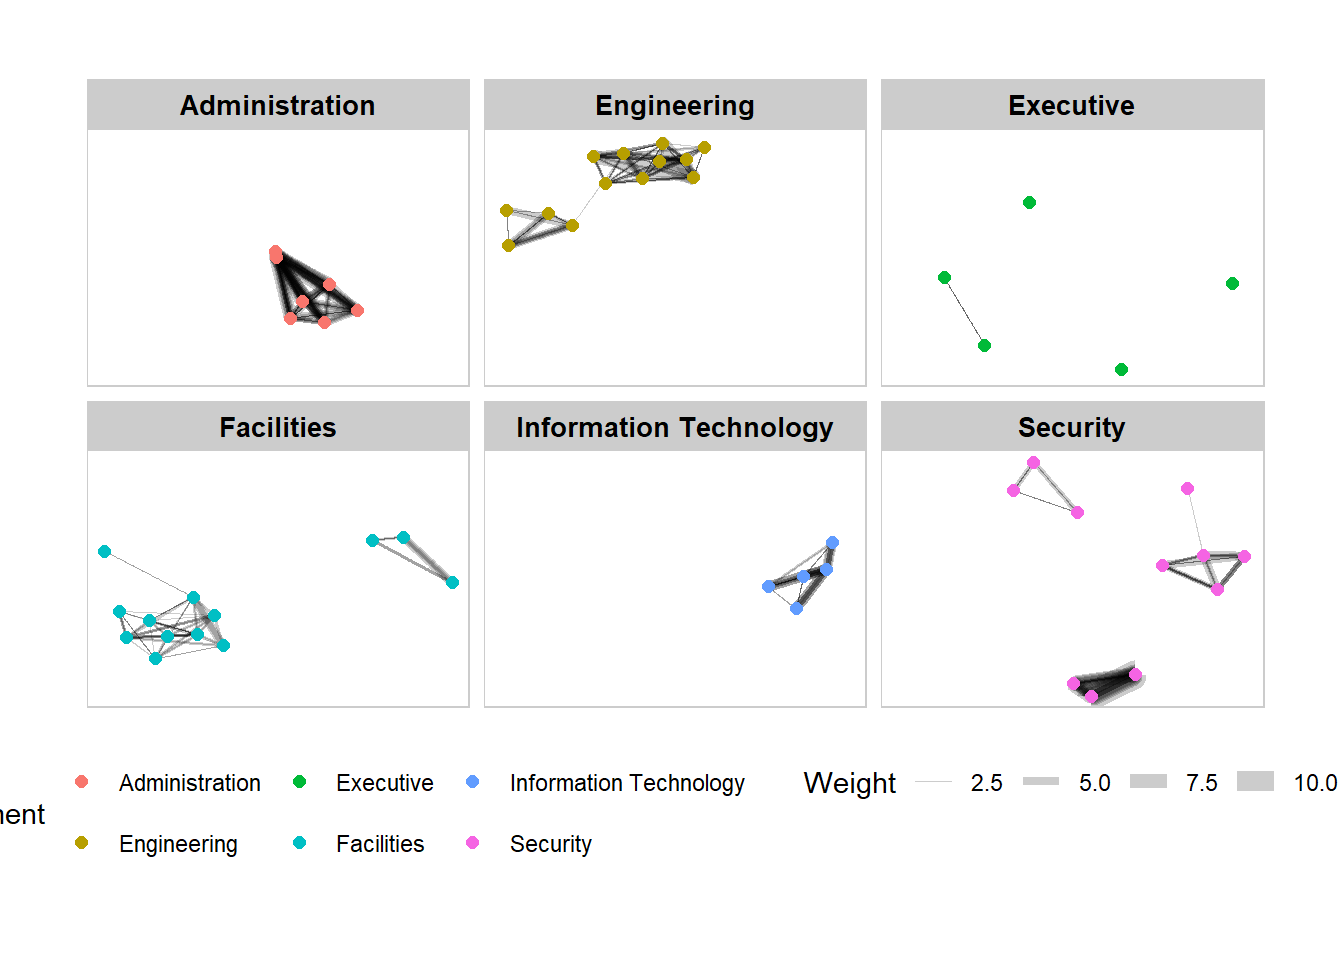 Administration
Engineering
Executive
Facilities
Information Technology
Security
Administration
Executive
Information Technology
Weight
2.5
5.0
7.5
10.0
Engineering
Facilities
Security